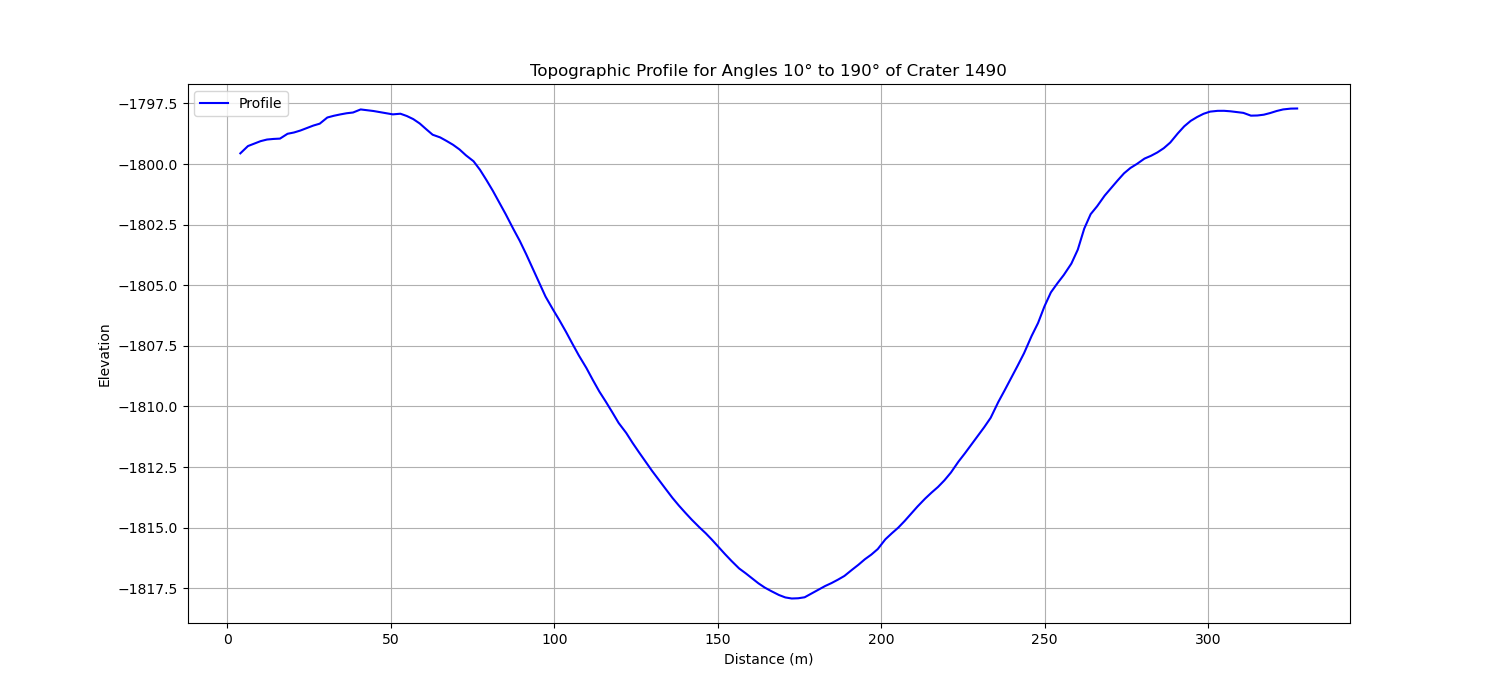 Topographic Profile for Angles 10° to 190° of Crater 1490
Profile
−1797.5
−1800.0
−1802.5
−1805.0
−1807.5
−1810.0
−1812.5
−1815.0
−1817.5
Elevation
0 50 100 150 200 250 300
Distance (m)